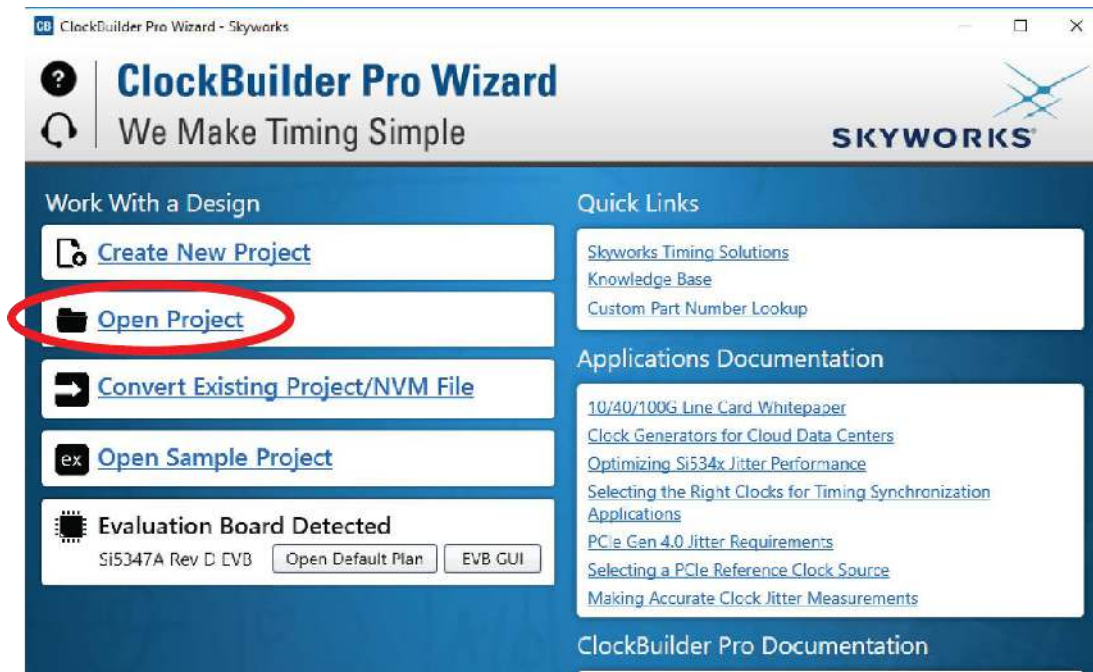 CB ClockBuilder Pro Wizard - Skyworks
?
ClockBuilder Pro Wizard
We Make Timing Simple
SKYWORKS
Work With a Design
Create New Project
Open Project
Convert Existing Project/NVM File
ex Open Sample Project
Evaluation Board Detected
Si5347A Rev D EVB Open Default Plan EVB GUI
Quick Links
Skyworks Timing Solutions
Knowledge Base
Custom Part Number Lookup
Applications Documentation
10/40/100G Line Card Whitepaper
Clock Generators for Cloud Data Centers
Optimizing Si534x Jitter Performance
Selecting the Right Clocks for Timing Synchronization
Applications
PCIe Gen 4.0 Jitter Requirements
Selecting a PCIe Reference Clock Source
Making Accurate Clock Jitter Measurements
ClockBuilder Pro Documentation